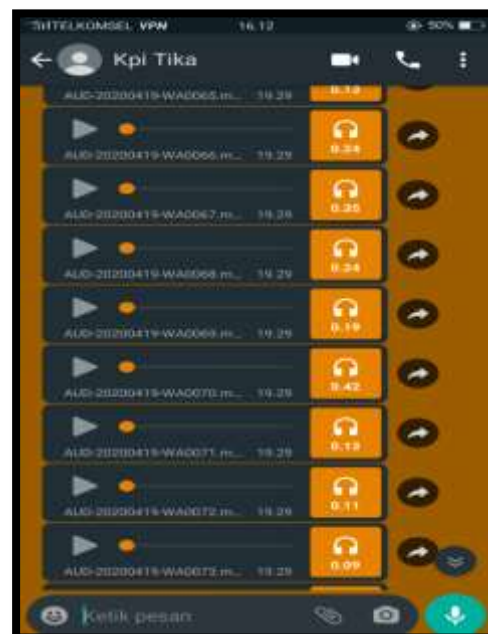 TELKOMSEL VPN 16.12 50%
Kpi Tika
AUD-20200419-WA0065.m... 19.29 0.13
0.24
AUD-20200419-WA0066.m... 19.29
0.35
AUD-20200419-WA0067.m... 19.29
0.24
AUD-20200419-WA0068.m... 19.29
0.19
AUD-20200419-WA0069.m... 19.29
0.42
AUD-20200419-WA0070.m... 19.29
0.13
AUD-20200419-WA0071.m... 19.29
0.11
AUD-20200419-WA0072.m... 19.29
0.09
AUD-20200419-WA0073.m... 19.29
Ketik pesan